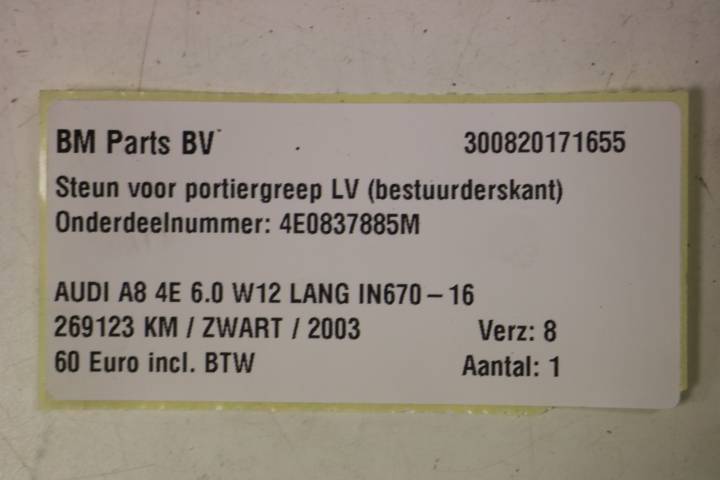 BM Parts BV 300820171655
Steun voor portiergreep LV (bestuurderskant)
Onderdeelnummer: 4E0837885M
AUDI A8 4E 6.0 W12 LANG IN670-16
269123 KM / ZWART / 2003 Verz: 8
60 Euro incl. BTW Aantal: 1